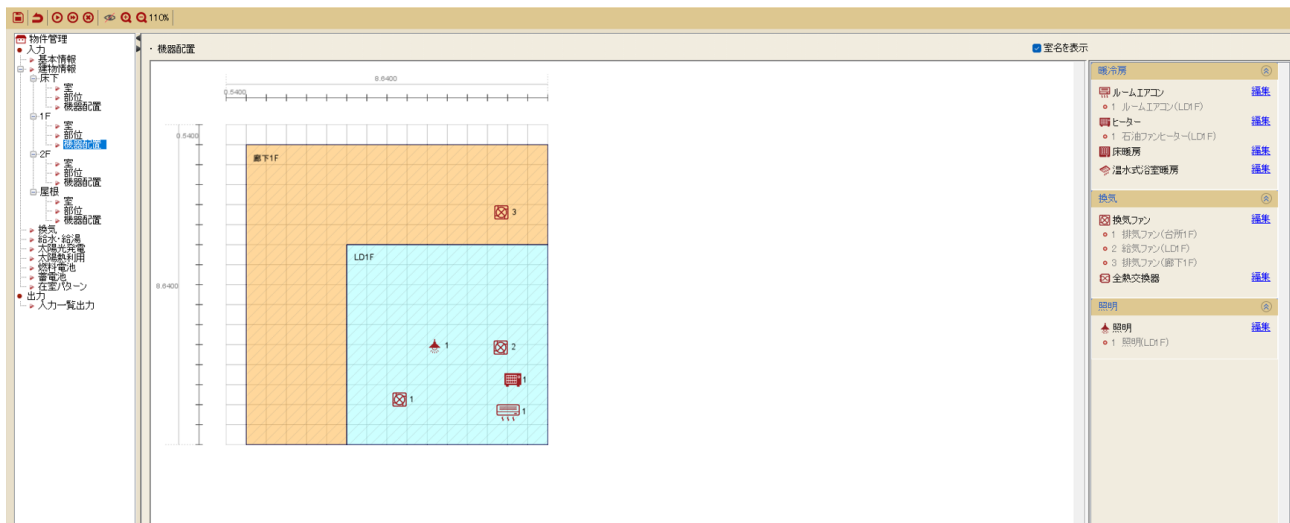 110%
物件管理
入力
基本情報
建物情報
床下
室
部位
機器配置
1F
室
部位
機器配置
2F
室
部位
機器配置
屋根
室
部位
機器配置
換気
給水・給湯
太陽光発電
太陽熱利用
燃料電池
蓄電池
在室パターン
出力
入力一覧出力
・ 機器配置
室名を表示
8.6400
0.5400
0.5400
8.6400
廊下1F
3
LD1F
1
2
1
1
1
暖冷房
ルームエアコン 編集
1 ルームエアコン(LD1F)
ヒーター 編集
1 石油ファンヒーター(LD1F)
床暖房 編集
温水式浴室暖房 編集
換気
換気ファン 編集
1 排気ファン(台所1F)
2 給気ファン(LD1F)
3 排気ファン(廊下1F)
全熱交換器 編集
照明
照明 編集
1 照明(LD1F)